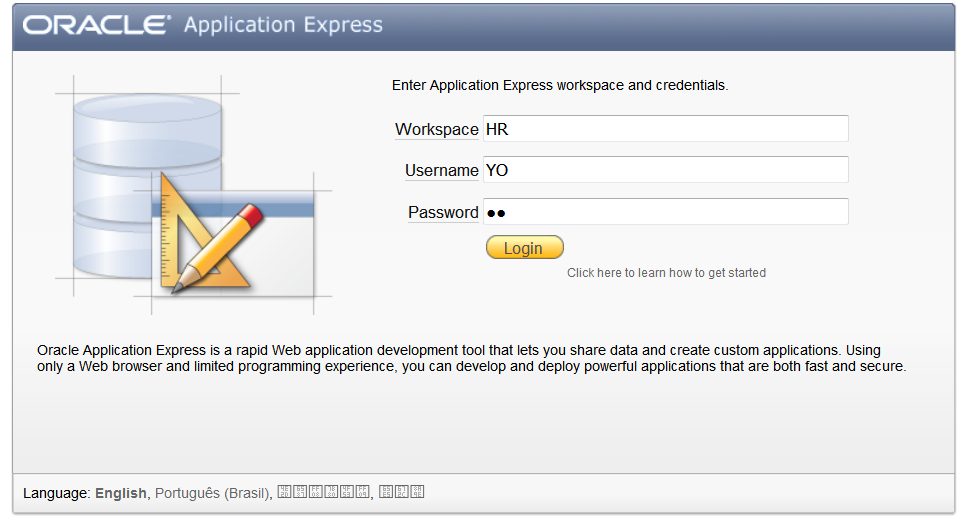 ORACLE Application Express
Enter Application Express workspace and credentials.
Workspace HR
Username YO
Password ●●
Login
Click here to learn how to get started
Oracle Application Express is a rapid Web application development tool that lets you share data and create custom applications. Using
only a Web browser and limited programming experience, you can develop and deploy powerful applications that are both fast and secure.
Language: English, Português (Brasil),